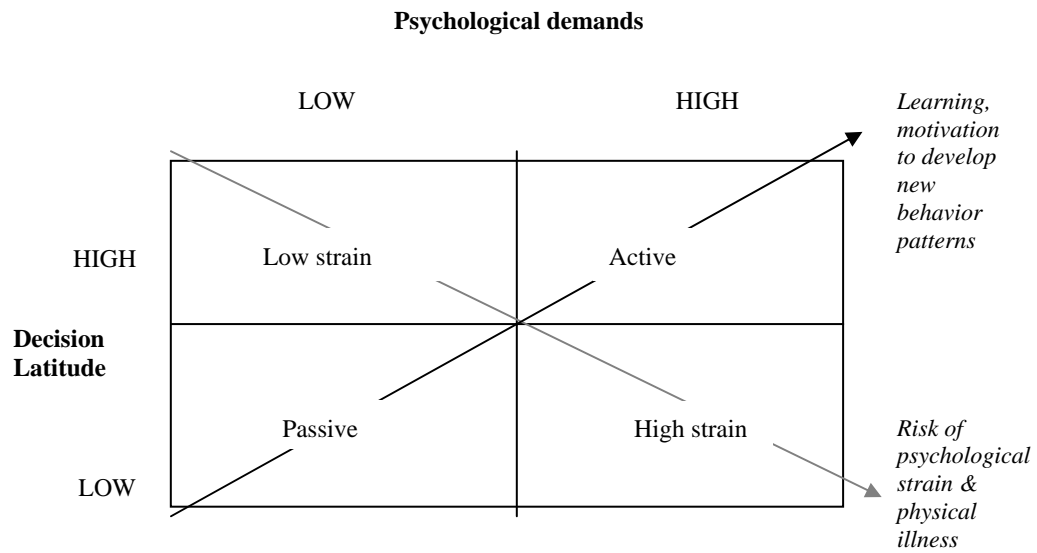 Psychological demands
LOW
HIGH
Learning,
motivation
to develop
new
behavior
patterns
HIGH
Low strain
Active
Decision
Latitude
Passive
High strain
LOW
Risk of
psychological
strain &
physical
illness